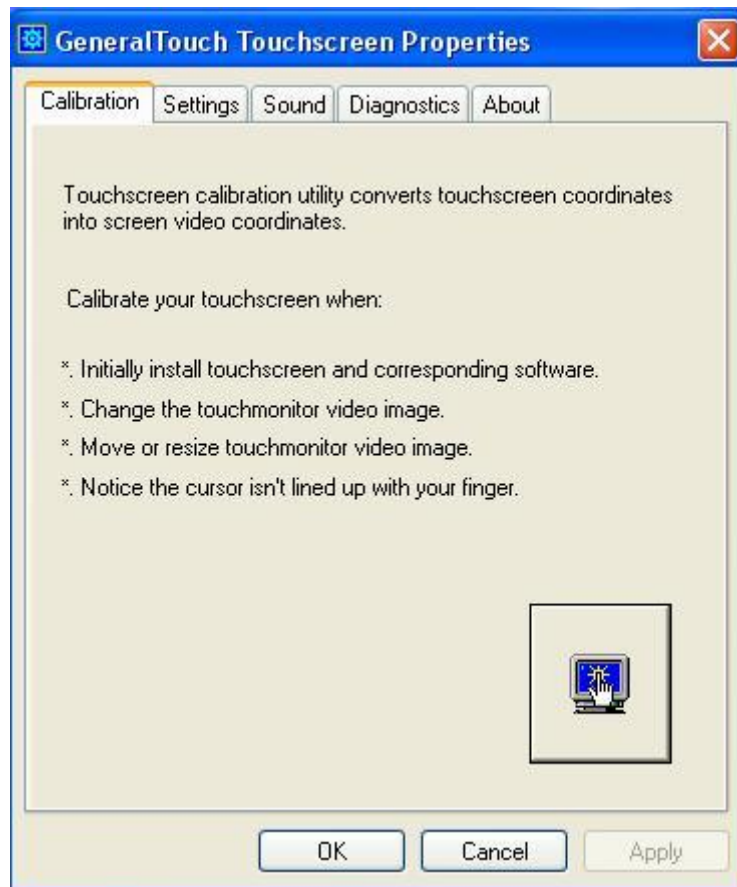 GeneralTouch Touchscreen Properties
Calibration Settings Sound Diagnostics About
Touchscreen calibration utility converts touchscreen coordinates
into screen video coordinates.
Calibrate your touchscreen when:
*. Initially install touchscreen and corresponding software.
*. Change the touchmonitor video image.
*. Move or resize touchmonitor video image.
*. Notice the cursor isn't lined up with your finger.
OK Cancel Apply